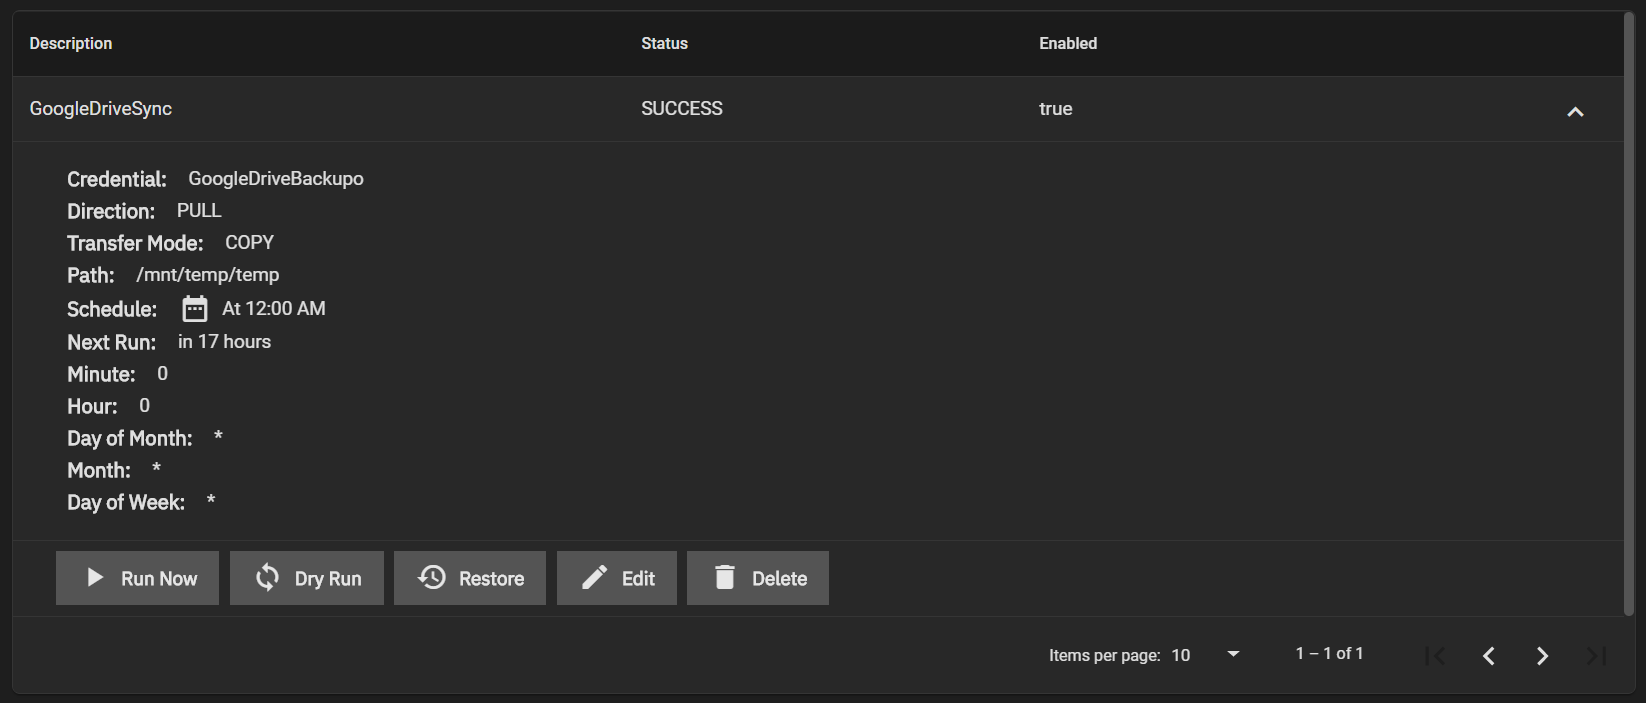 Description Status Enabled
GoogleDriveSync SUCCESS true
Credential: GoogleDriveBackupo
Direction: PULL
Transfer Mode: COPY
Path: /mnt/temp/temp
Schedule: At 12:00 AM
Next Run: in 17 hours
Minute: 0
Hour: 0
Day of Month: *
Month: *
Day of Week: *
Run Now Dry Run Restore Edit Delete
Items per page: 10 1 – 1 of 1